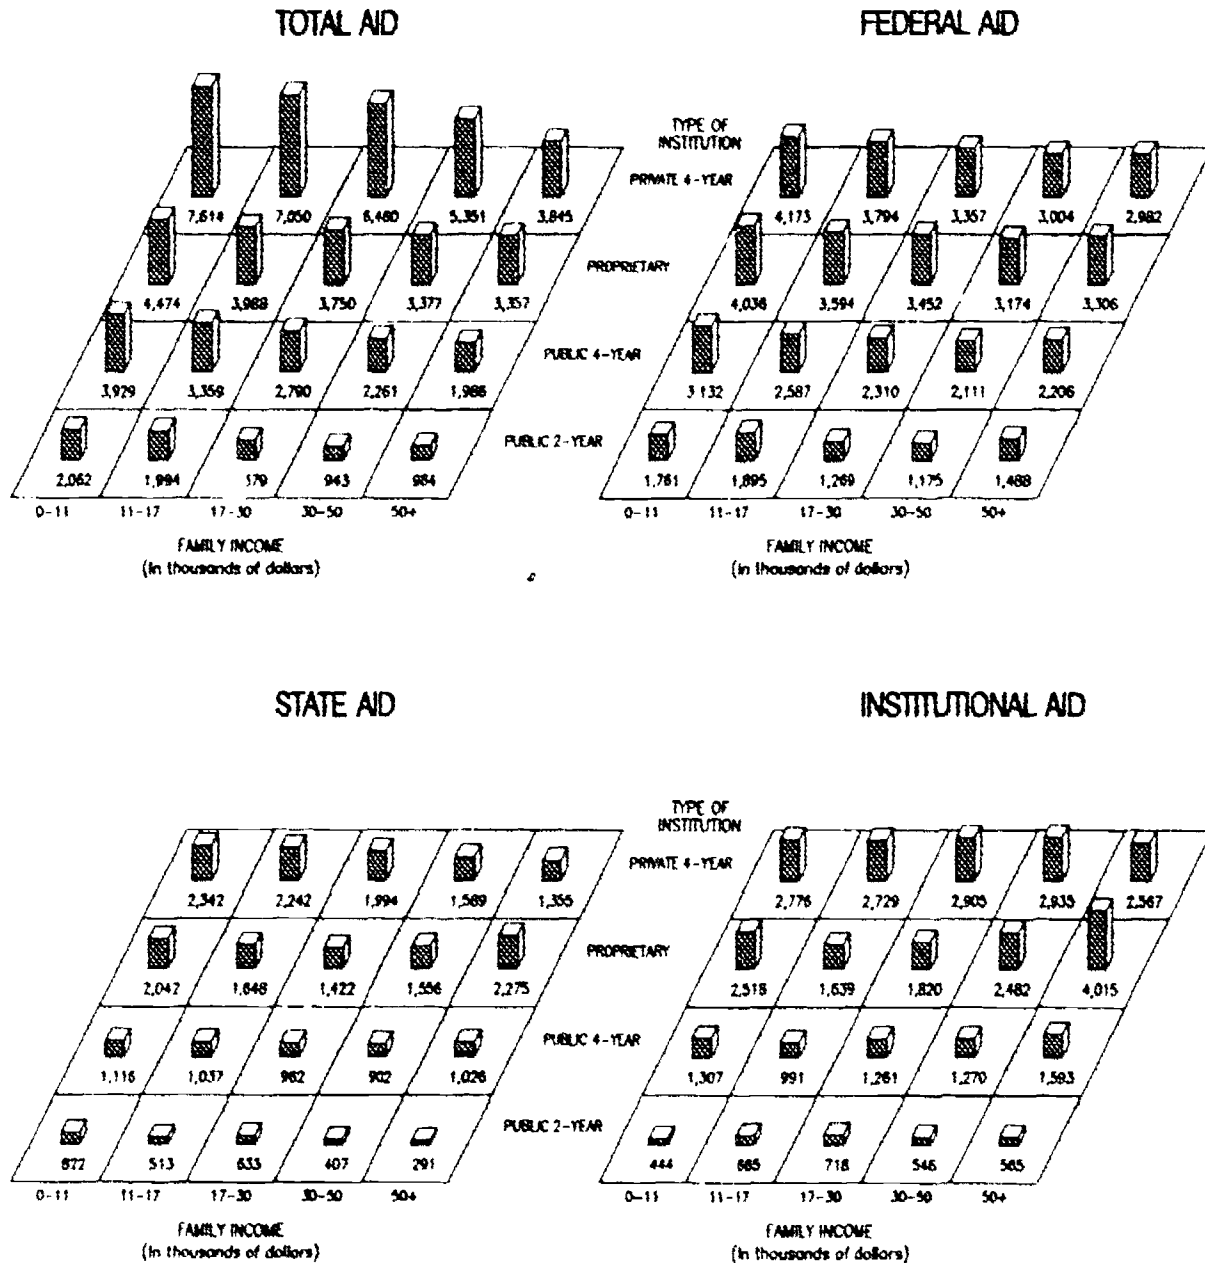 TOTAL AID
FEDERAL AID
TYPE OF
INSTITUTION
PRIVATE 4-YEAR
7,614 7,050 6,460 5,351 3,845
4,173 3,794 3,357 3,004 2,982
PROPRIETARY
4,474 3,988 3,750 3,377 3,357
4,036 3,594 3,452 3,174 3,306
PUBLIC 4-YEAR
3,929 3,359 2,790 2,261 1,986
3,132 2,587 2,310 2,111 2,206
PUBLIC 2-YEAR
2,062 1,994 943 984
1,761 1,895 1,269 1,175 1,488
0-11 11-17 17-30 30-50 50+
0-11 11-17 17-30 30-50 50+
FAMILY INCOME
(In thousands of dollars)
FAMILY INCOME
(In thousands of dollars)
STATE AID
INSTITUTIONAL AID
TYPE OF
INSTITUTION
PRIVATE 4-YEAR
2,342 2,242 1,994 1,569 1,355
2,776 2,729 2,905 2,935 2,567
PROPRIETARY
2,042 1,648 1,422 1,556 2,275
2,518 1,639 1,820 2,482 4,015
PUBLIC 4-YEAR
1,116 1,037 962 902 1,026
1,307 991 1,261 1,270 1,593
PUBLIC 2-YEAR
672 513 633 407 291
444 665 718 546 565
0-11 11-17 17-30 30-50 50+
0-11 11-17 17-30 30-50 50+
FAMILY INCOME
(In thousands of dollars)
FAMILY INCOME
(In thousands of dollars)